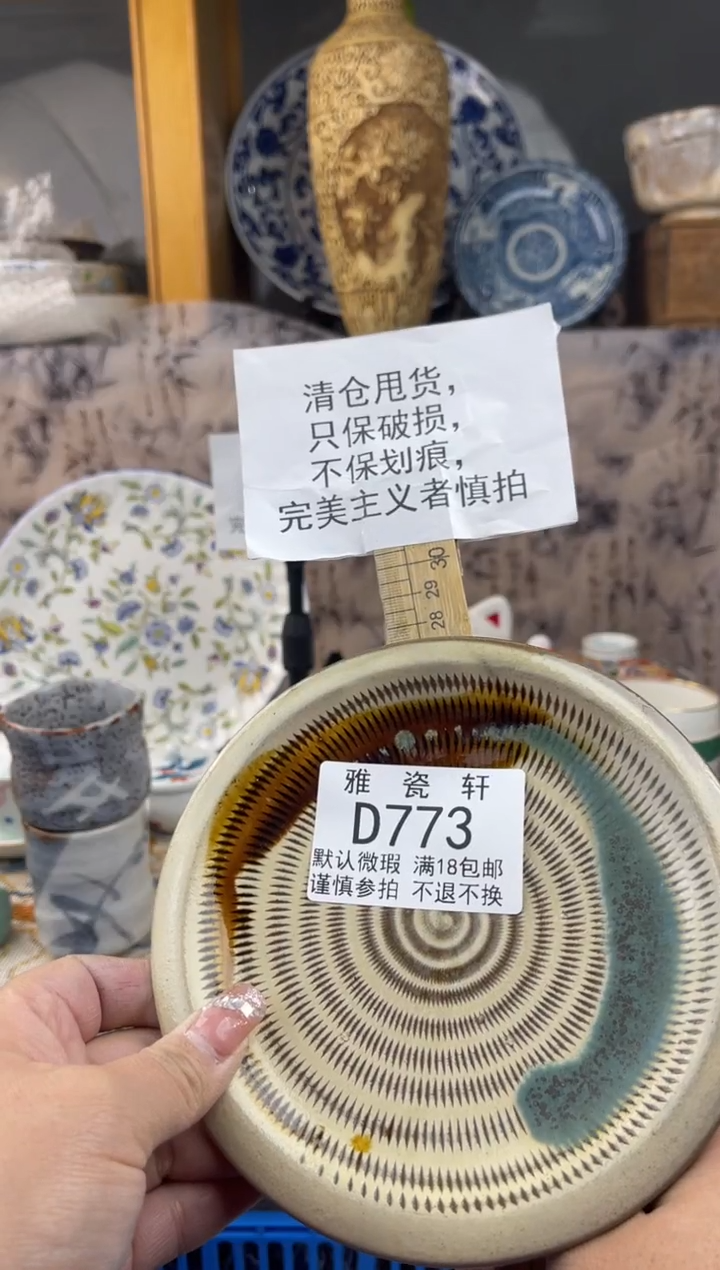 清仓甩货，
只保破损，
不保划痕，
完美主义者慎拍
30
29
28
雅 瓷 轩
D773
默认微瑕 满18包邮
谨慎参拍 不退不换